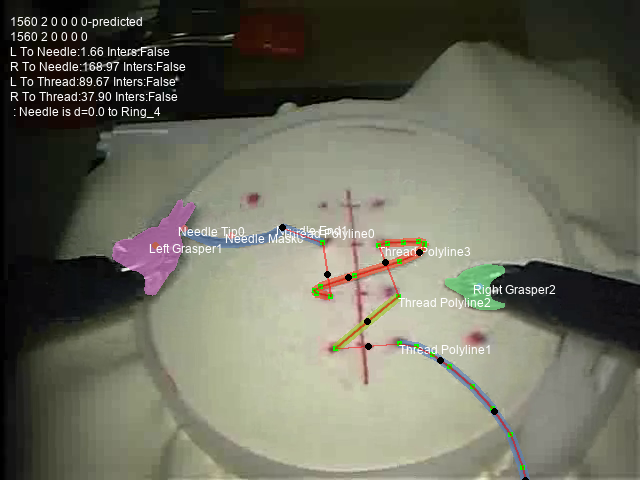 1560 2 0 0 0 0-predicted
1560 2 0 0 0 0
L To Needle:1.66 Inters:False
R To Needle:168.97 Inters:False
L To Thread:89.67 Inters:False
R To Thread:37.90 Inters:False
: Needle is d=0.0 to Ring_4
Needle Tip0
Thread Polyline0
Needle Mask
Left Grasper1
Thread Polyline3
Right Grasper2
Thread Polyline2
Thread Polyline1